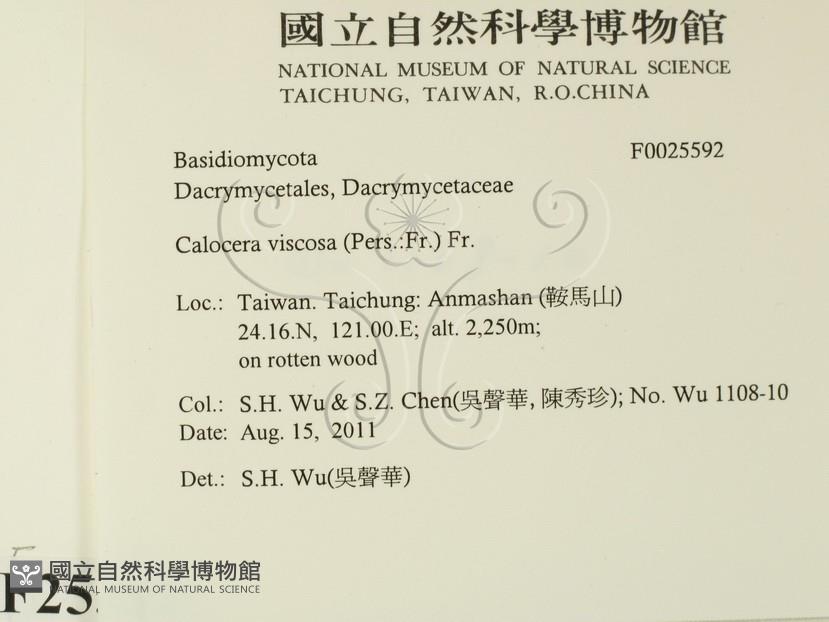 國立自然科學博物館
NATIONAL MUSEUM OF NATURAL SCIENCE
TAICHUNG, TAIWAN, R.O.CHINA
Basidiomycota F0025592
Dacrymycetales, Dacrymycetaceae
Calocera viscosa (Pers.:Fr.) Fr.
Loc.: Taiwan. Taichung: Anmashan (鞍馬山)
24.16.N, 121.00.E; alt. 2,250m;
on rotten wood
Col.: S.H. Wu & S.Z. Chen(吳聲華, 陳秀珍); No. Wu 1108-10
Date: Aug. 15, 2011
Det.: S.H. Wu(吳聲華)
國立自然科學博物館
NATIONAL MUSEUM OF NATURAL SCIENCE
F25